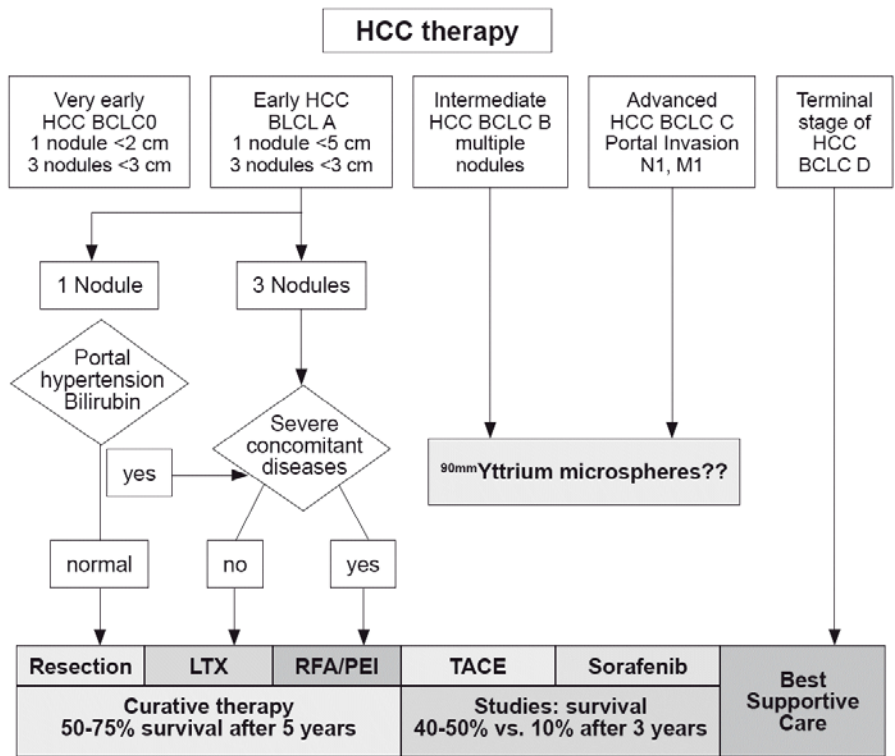 HCC therapy
Very early
HCC BCLC0
1 node <2 cm
3 nodes <3 cm
Early HCC
BLCL A
1 node <5 cm
3 nodes <3 cm
Intermediate
HCC BCLC B
multiple
nodules
Advanced
HCC BCLC C
Portal Invasion
N1, M1
Terminal
stage of
HCC
BCLC D
1 Nodule
3 Nodules
Portal
hypertension
Bilirubin
Severe
concomitant
diseases
yes
90mmYttrium microspheres??
normal
no
yes
Resection
LTX
RFA/PEI
TACE
Sorafenib
Curative therapy
50-75% survival after 5 years
Studies: survival
40-50% vs. 10% after 3 years
Best
Supportive
Care